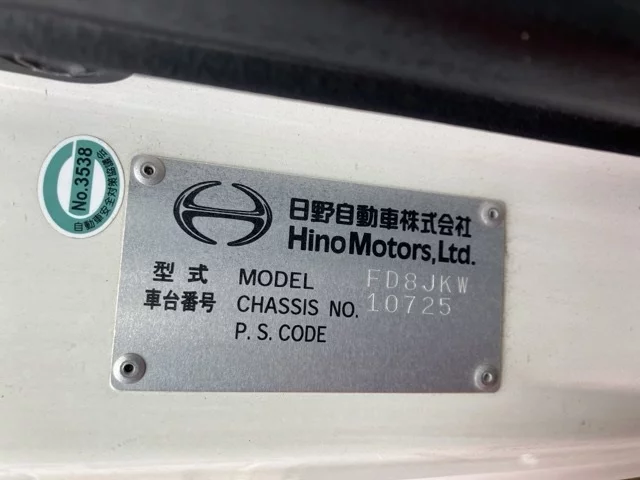 No.3538
日野自動車株式会社
Hino Motors, Ltd.
型式 MODEL FD8JKW
車台番号 CHASSIS NO. 10725
P. S. CODE